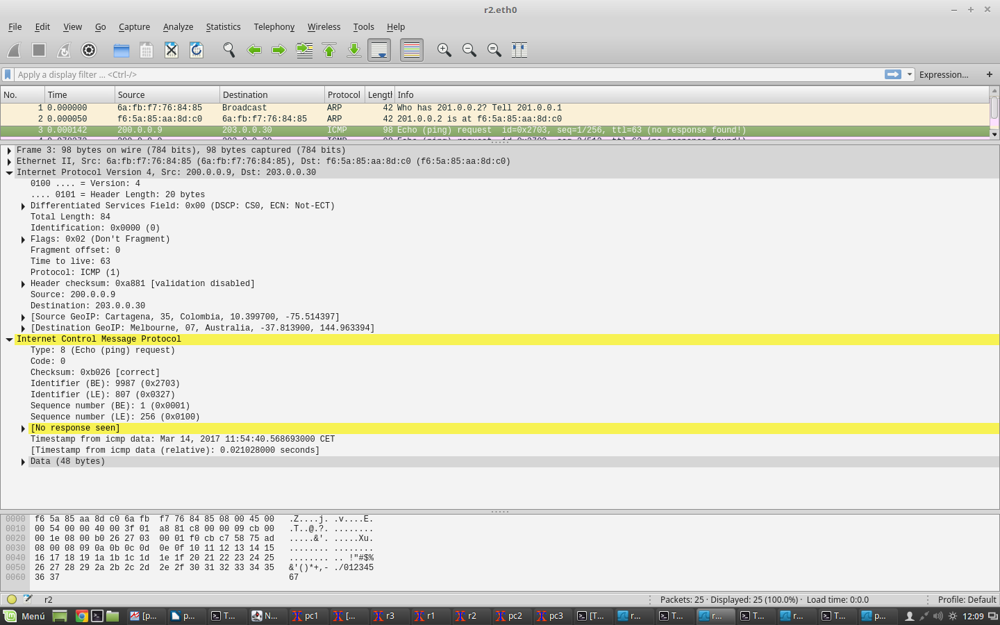 r2.eth0
File Edit View Go Capture Analyze Statistics Telephony Wireless Tools Help
Apply a display filter ... <Ctrl-/> Expression... +
No. Time Source Destination Protocol Length Info
1 0.000000 6a:fb:f7:76:84:85 Broadcast ARP 42 Who has 201.0.0.2? Tell 201.0.0.1
2 0.000050 f6:5a:85:aa:8d:c0 6a:fb:f7:76:84:85 ARP 42 201.0.0.2 is at f6:5a:85:aa:8d:c0
3 0.000142 200.0.0.9 203.0.0.30 ICMP 98 Echo (ping) request id=0x2703, seq=1/256, ttl=63 (no response found!)
Frame 3: 98 bytes on wire (784 bits), 98 bytes captured (784 bits)
Ethernet II, Src: 6a:fb:f7:76:84:85 (6a:fb:f7:76:84:85), Dst: f6:5a:85:aa:8d:c0 (f6:5a:85:aa:8d:c0)
Internet Protocol Version 4, Src: 200.0.0.9, Dst: 203.0.0.30
0100 .... = Version: 4
.... 0101 = Header Length: 20 bytes
Differentiated Services Field: 0x00 (DSCP: CS0, ECN: Not-ECT)
Total Length: 84
Identification: 0x0000 (0)
Flags: 0x02 (Don't Fragment)
Fragment offset: 0
Time to live: 63
Protocol: ICMP (1)
Header checksum: 0xa881 [validation disabled]
Source: 200.0.0.9
Destination: 203.0.0.30
[Source GeoIP: Cartagena, 35, Colombia, 10.399700, -75.514397]
[Destination GeoIP: Melbourne, 07, Australia, -37.813900, 144.963394]
Internet Control Message Protocol
Type: 8 (Echo (ping) request)
Code: 0
Checksum: 0xb026 [correct]
Identifier (BE): 9987 (0x2703)
Identifier (LE): 807 (0x0327)
Sequence number (BE): 1 (0x0001)
Sequence number (LE): 256 (0x0100)
[No response seen]
Timestamp from icmp data: Mar 14, 2017 11:54:40.568693000 CET
[Timestamp from icmp data (relative): 0.021028000 seconds]
Data (48 bytes)
0000 f6 5a 85 aa 8d c0 6a fb f7 76 84 85 08 00 45 00 .Z....j. .v....E.
0010 00 54 00 00 40 00 3f 01 a8 81 c8 00 00 09 cb 00 .T..@.?. ........
0020 00 1e 08 00 b0 26 27 03 00 01 f0 cb c7 58 75 ad .....&'. .....Xu.
0030 08 00 08 09 0a 0b 0c 0d 0e 0f 10 11 12 13 14 15 ........ ........
0040 16 17 18 19 1a 1b 1c 1d 1e 1f 20 21 22 23 24 25 ........ .. !"#$%
0050 26 27 28 29 2a 2b 2c 2d 2e 2f 30 31 32 33 34 35 &'()*+,- ./012345
0060 36 37 67
r2 Packets: 25 · Displayed: 25 (100.0%) · Load time: 0:0.0 Profile: Default
Menú [p... p... T... N... pc1 [... r3 r1 r2 pc2 pc3 [T... r... T... r... T... r... T... p... 12:09